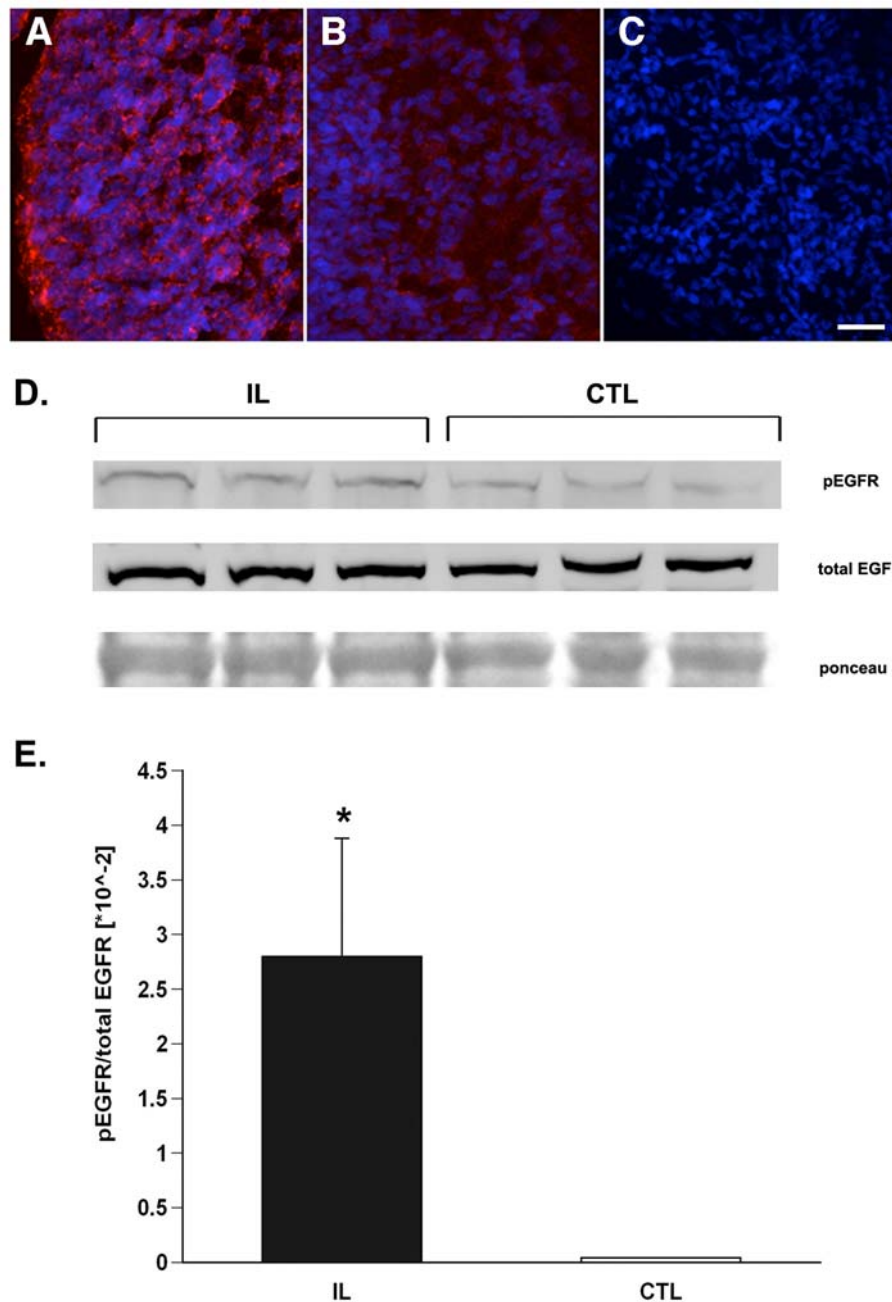 A
B
C
D.
IL
CTL
pEGFR
total EGF
ponceau
E.
pEGFR/total EGFR [*10^-2]
4.5
4
3.5
3
2.5
2
1.5
1
0.5
0
*
IL
CTL